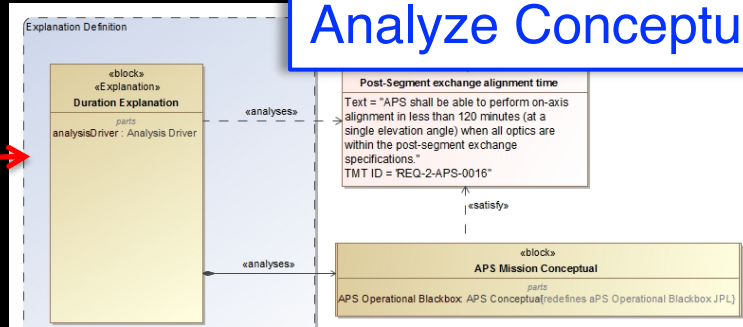 Analyze Conceptu
Explanation Definition
«block»
«Explanation»
Duration Explanation
parts
analysisDriver : Analysis Driver
«analyses»
Post-Segment exchange alignment time
Text = "APS shall be able to perform on-axis
alignment in less than 120 minutes (at a
single elevation angle) when all optics are
within the post-segment exchange
specifications."
TMT ID = "REQ-2-APS-0016"
«satisfy»
«analyses»
«block»
APS Mission Conceptual
parts
APS Operational Blackbox: APS Conceptual{redefines aPS Operational Blackbox JPL}